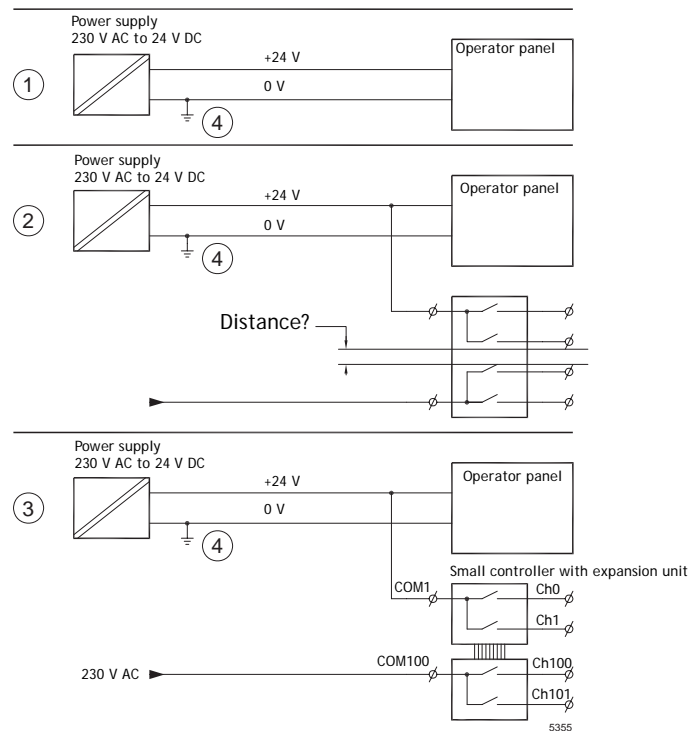 Power supply
230 V AC to 24 V DC
+24 V
Operator panel
0 V
1
4
Power supply
230 V AC to 24 V DC
+24 V
Operator panel
0 V
2
4
Distance?
Power supply
230 V AC to 24 V DC
+24 V
Operator panel
0 V
3
4
Small controller with expansion unit
COM1
Ch0
Ch1
COM100
Ch100
230 V AC
Ch101
5355